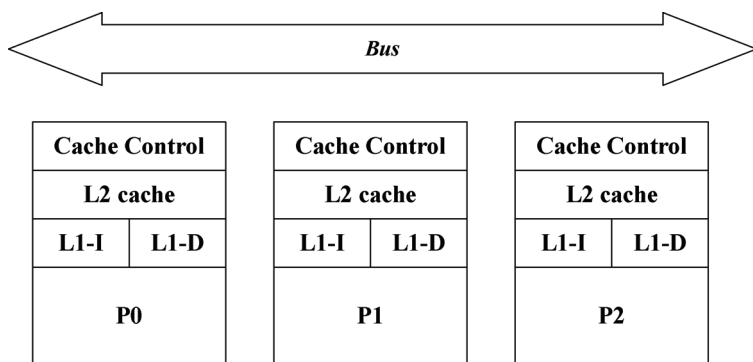 Bus
Cache Control Cache Control Cache Control
L2 cache L2 cache L2 cache
L1-I L1-D L1-I L1-D L1-I L1-D
P0 P1 P2